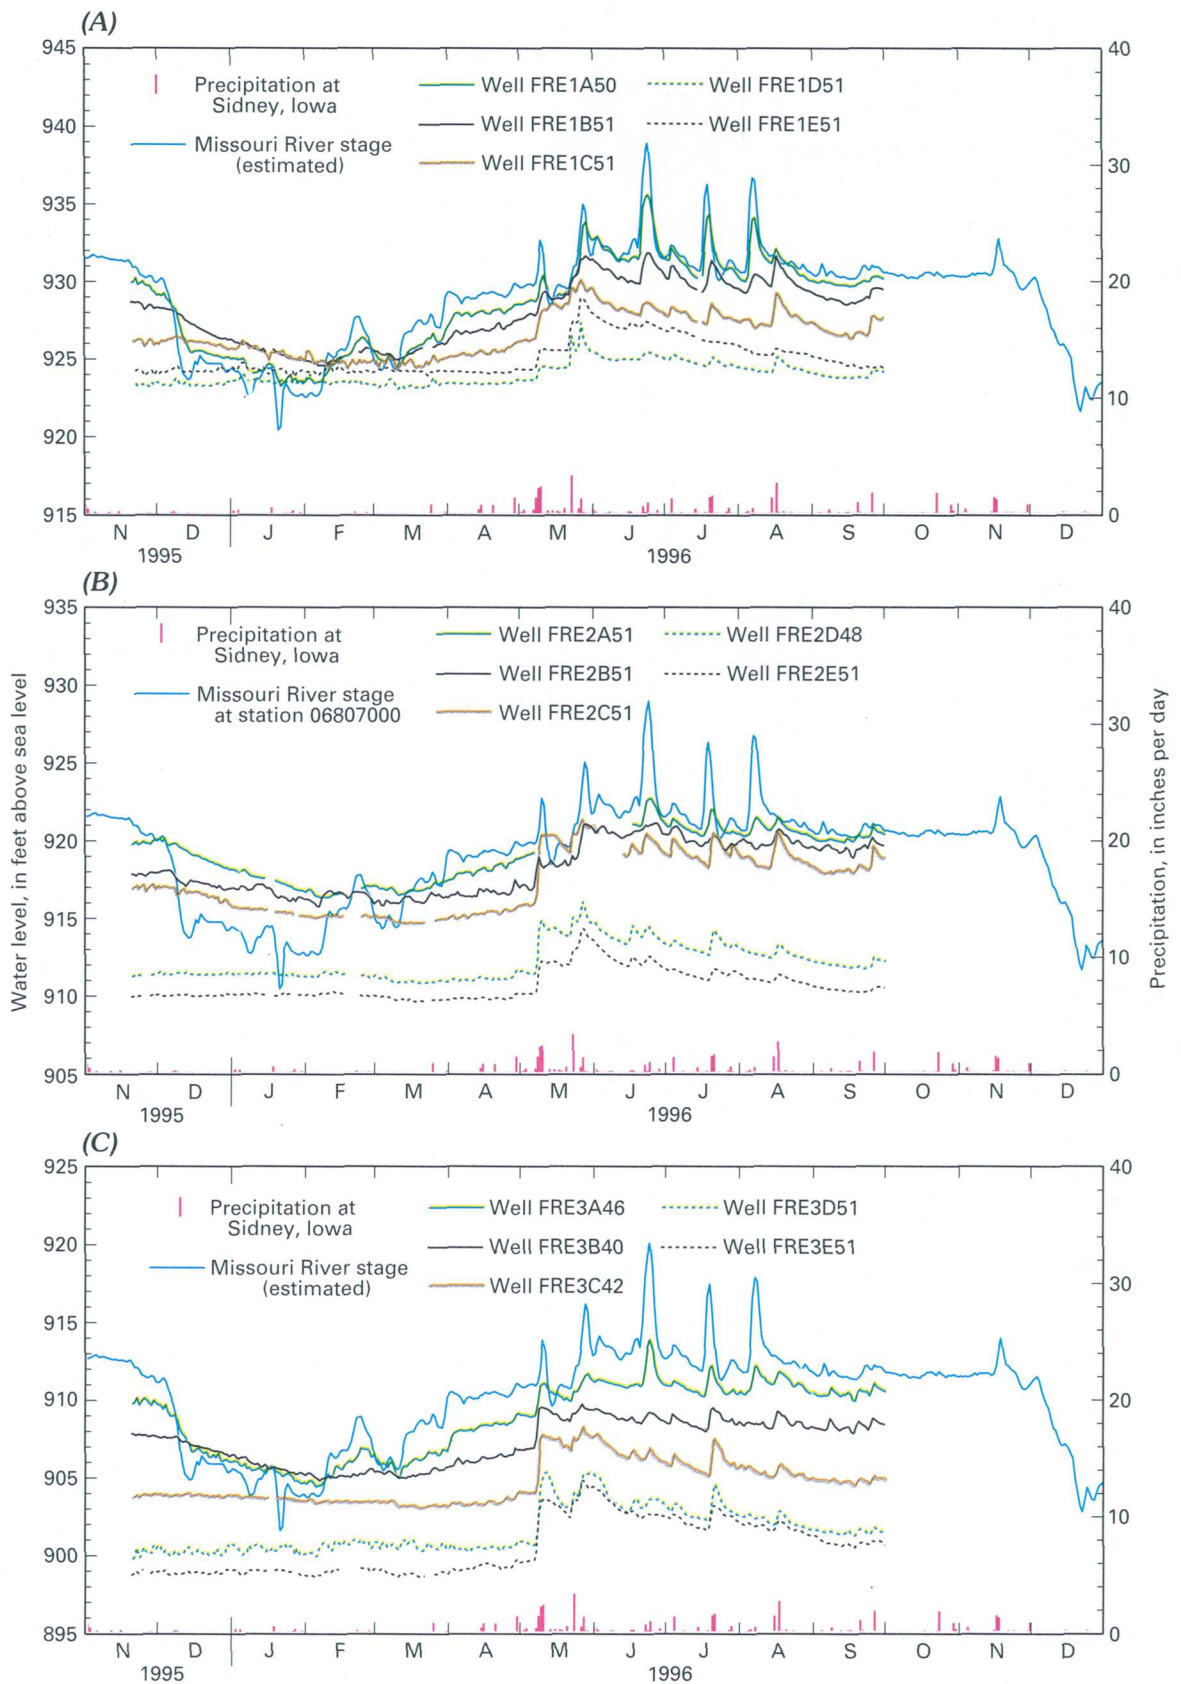 (A)
945
940
935
930
925
920
915
40
30
20
10
0
Precipitation at
Sidney, Iowa
Missouri River stage
(estimated)
Well FRE1A50
Well FRE1B51
Well FRE1C51
Well FRE1D51
Well FRE1E51
N D J F M A M J J A S O N D
1995 1996
(B)
935
930
925
920
915
910
905
40
30
20
10
0
Precipitation at
Sidney, Iowa
Missouri River stage
at station 06807000
Well FRE2A51
Well FRE2B51
Well FRE2C51
Well FRE2D48
Well FRE2E51
Water level, in feet above sea level
Precipitation, in inches per day
N D J F M A M J J A S O N D
1995 1996
(C)
925
920
915
910
905
900
895
40
30
20
10
0
Precipitation at
Sidney, Iowa
Missouri River stage
(estimated)
Well FRE3A46
Well FRE3B40
Well FRE3C42
Well FRE3D51
Well FRE3E51
N D J F M A M J J A S O N D
1995 1996